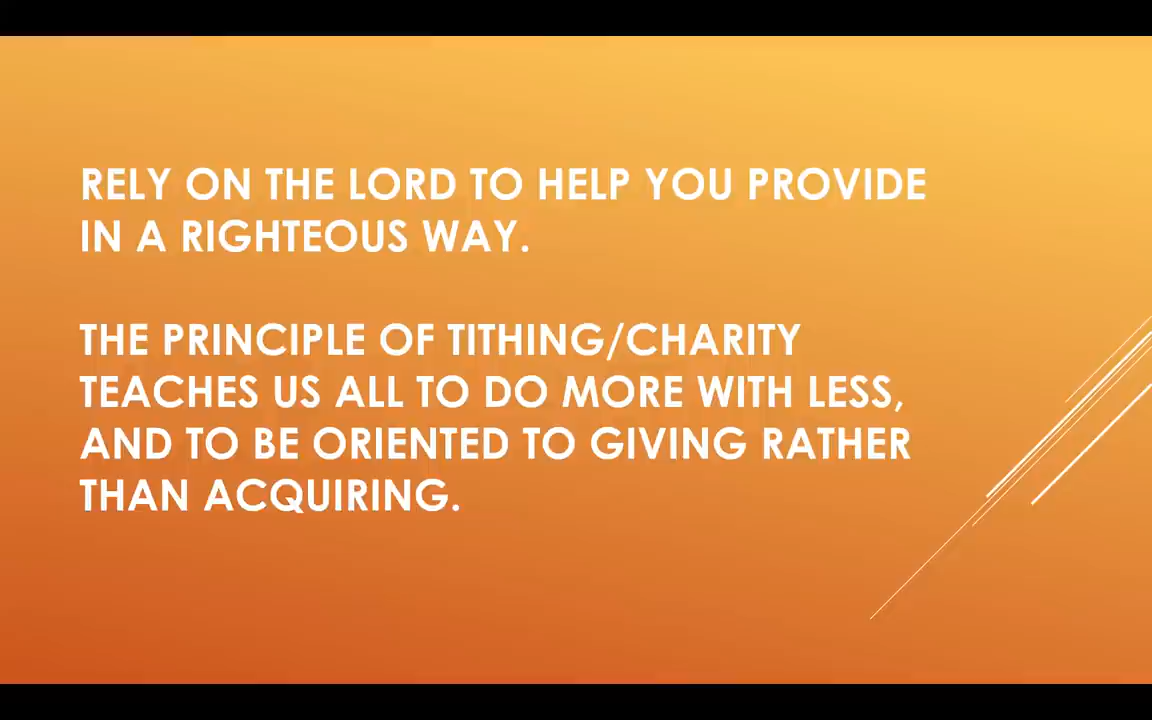 RELY ON THE LORD TO HELP YOU PROVIDE
IN A RIGHTEOUS WAY.
THE PRINCIPLE OF TITHING/CHARITY
TEACHES US ALL TO DO MORE WITH LESS,
AND TO BE ORIENTED TO GIVING RATHER
THAN ACQUIRING.